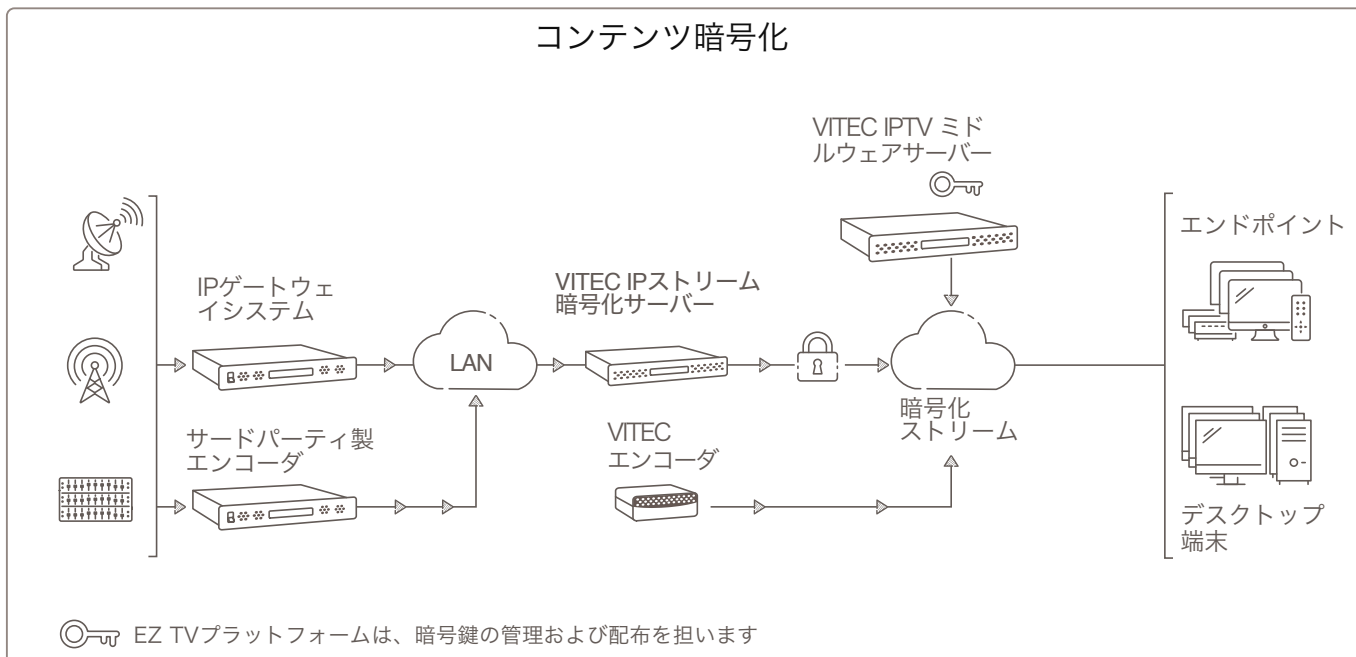 コンテンツ暗号化
VITEC IPTV ミド
ルウェアサーバー
エンドポイント
IPゲートウェ
イシステム
VITEC IPストリーム
暗号化サーバー
LAN
暗号化
ストリーム
サードパーティ製
エンコーダ
VITEC
エンコーダ
デスクトップ
端末
EZ TVプラットフォームは、暗号鍵の管理および配布を担います